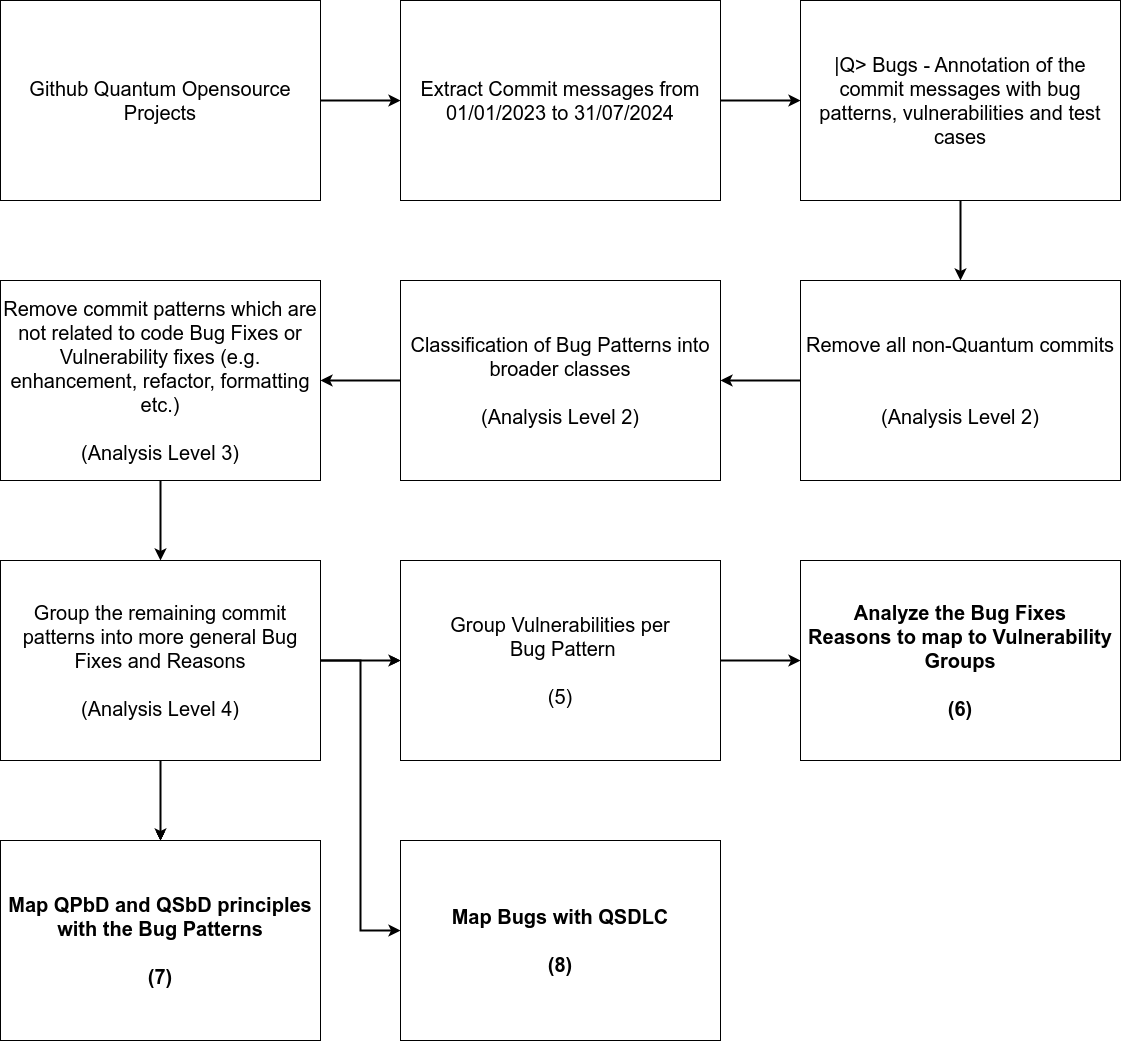 Github Quantum Opensource
Projects
Extract Commit messages from
01/01/2023 to 31/07/2024
|Q> Bugs - Annotation of the
commit messages with bug
patterns, vulnerabilities and test
cases
Remove commit patterns which are
not related to code Bug Fixes or
Vulnerability fixes (e.g.
enhancement, refactor, formatting
etc.)
(Analysis Level 3)
Classification of Bug Patterns into
broader classes
(Analysis Level 2)
Remove all non-Quantum commits
(Analysis Level 2)
Group the remaining commit
patterns into more general Bug
Fixes and Reasons
(Analysis Level 4)
Group Vulnerabilities per
Bug Pattern
(5)
Analyze the Bug Fixes
Reasons to map to Vulnerability
Groups
(6)
Map QPbD and QSbD principles
with the Bug Patterns
(7)
Map Bugs with QSDLC
(8)